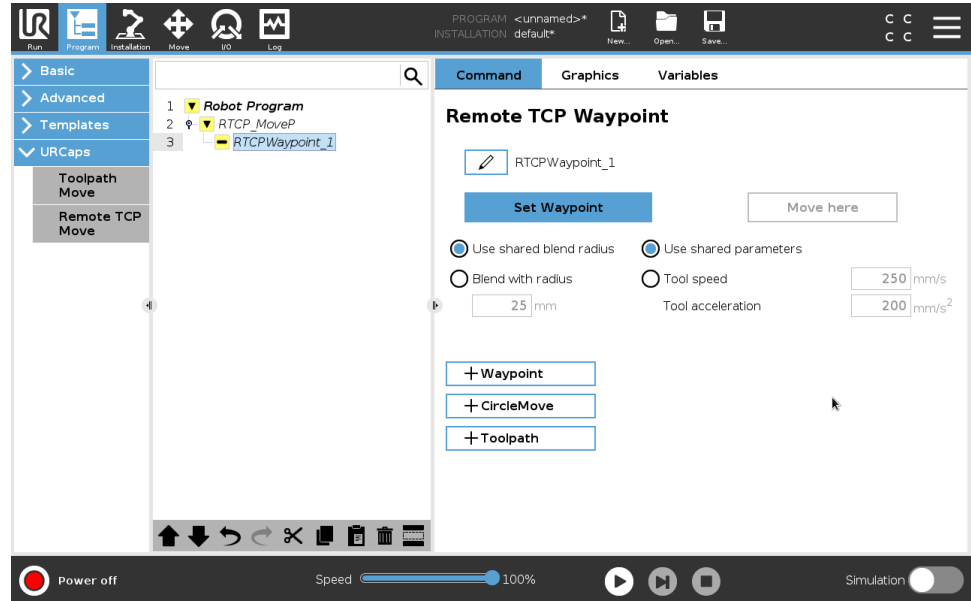 PROGRAM <unnamed>*
INSTALLATION default*
UR
Run
Program
Installation
Move
I/O
Log
New...
Open...
Save...
C C
C C
Basic
Advanced
Templates
URCaps
Toolpath
Move
Remote TCP
Move
1 Robot Program
2 RTCP_MoveP
3 RTCPWaypoint_1
Command Graphics Variables
Remote TCP Waypoint
RTCPWaypoint_1
Set Waypoint Move here
Use shared blend radius Use shared parameters
Blend with radius Tool speed 250 mm/s
25 mm Tool acceleration 200 mm/s²
+Waypoint
+CircleMove
+Toolpath
Power off Speed 100% Simulation